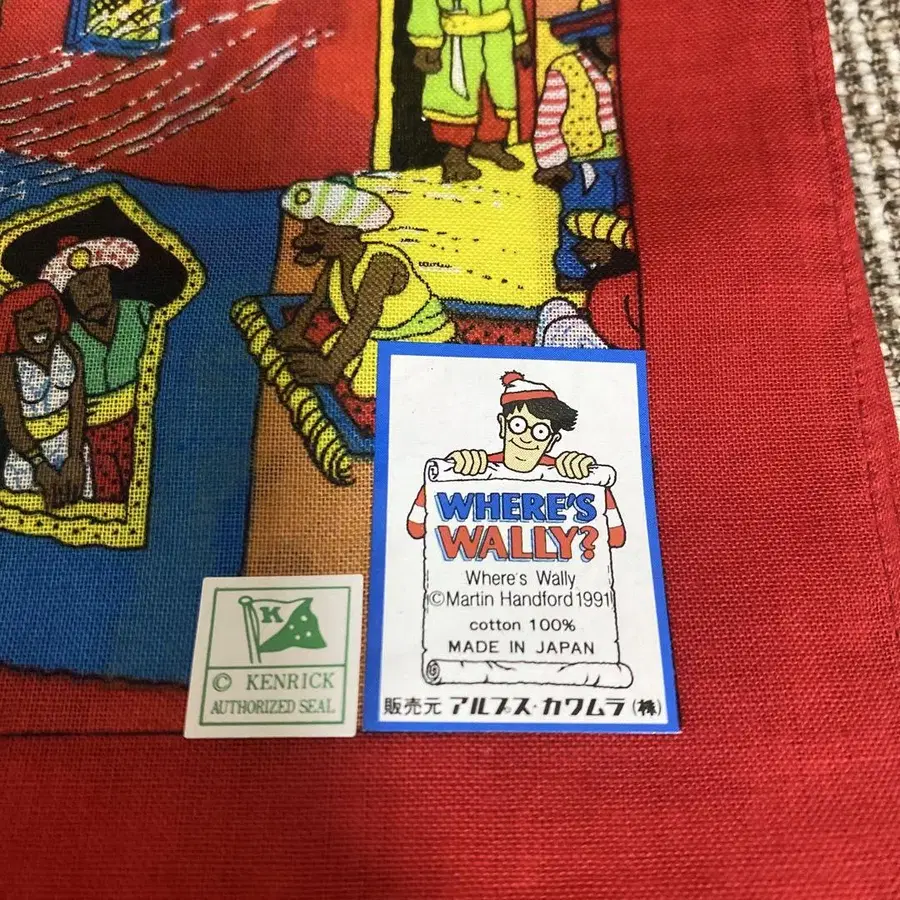 WHERE'S
WALLY?
Where's Wally
©Martin Handford 1991
cotton 100%
MADE IN JAPAN
販売元 アルプス・カワムラ(株)
K
© KENRICK
AUTHORIZED SEAL